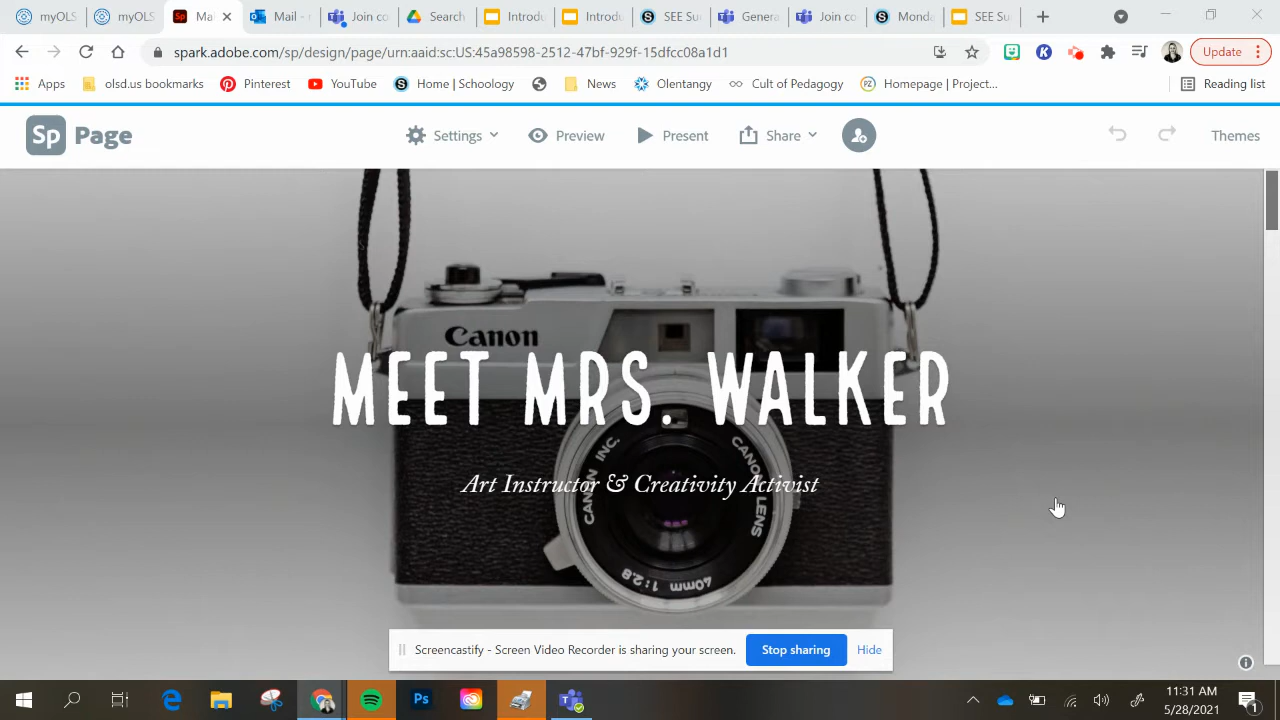 myOLS
myOLS
Ma
Mail - r
Join co
Search
Introdu
Introdu
SEE Su
Genera
Join co
Monda
SEE Su
spark.adobe.com/sp/design/page/urn:aaid:sc:US:45a98598-2512-47bf-929f-15dfcc08a1d1
Update
Apps
olsd.us bookmarks
Pinterest
YouTube
Home | Schoology
News
Olentangy
Cult of Pedagogy
Homepage | Project...
Reading list
Sp Page
Settings
Preview
Present
Share
PZ
Themes
Canon
MEET MRS. WALKER
Art Instructor & Creativity Activist
CANON INC.
CANON LENS
40mm 1:2.8
Screencastify - Screen Video Recorder is sharing your screen.
Stop sharing
Hide
Ps
11:31 AM
5/28/2021
1